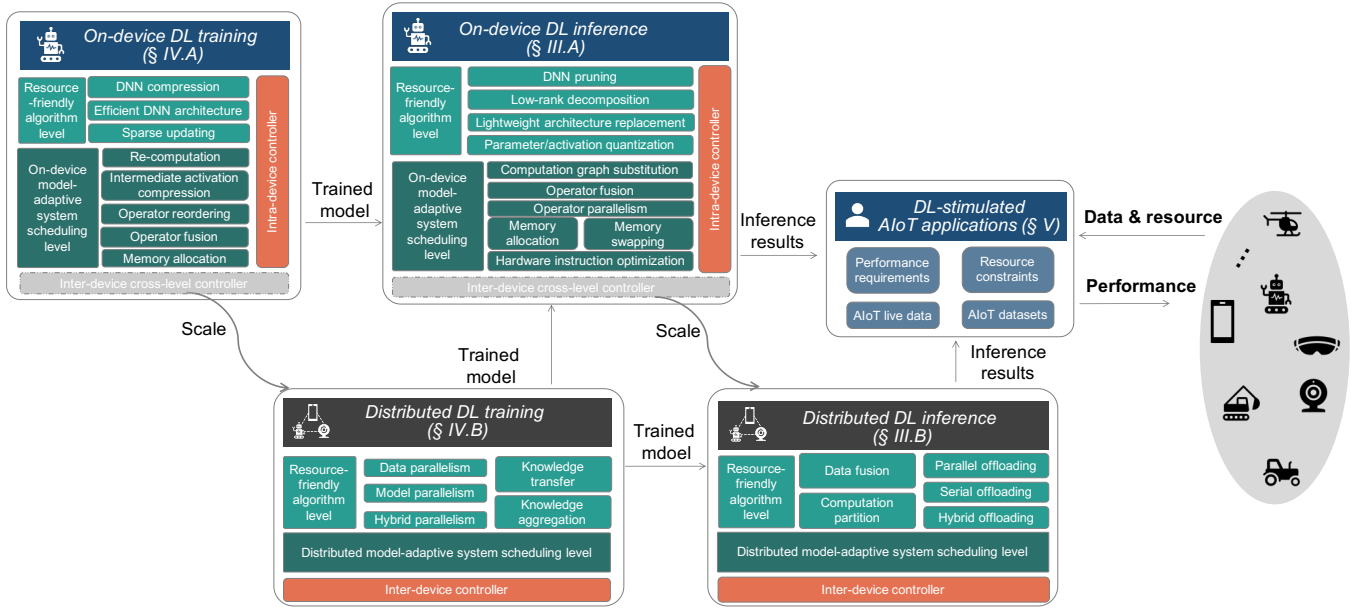 On-device DL training
(§ IV.A)
Resource
-friendly
algorithm
level
DNN compression
Efficient DNN architecture
Sparse updating
On-device
model-
adaptive
system
scheduling
level
Re-computation
Intermediate activation
compression
Operator reordering
Operator fusion
Memory allocation
Intra-device controller
Inter-device cross-level controller
Trained
model
On-device DL inference
(§ III.A)
Resource-
friendly
algorithm
level
DNN pruning
Low-rank decomposition
Lightweight architecture replacement
Parameter/activation quantization
On-device
model-
adaptive
system
scheduling
level
Computation graph substitution
Operator fusion
Operator parallelism
Memory
allocation
Memory
swapping
Hardware instruction optimization
Intra-device controller
Inter-device cross-level controller
Inference
results
DL-stimulated
AIoT applications (§ V)
Performance
requirements
Resource
constraints
AIoT live data
AIoT datasets
Data & resource
Performance
Scale
Trained
model
Scale
Inference
results
Distributed DL training
(§ IV.B)
Resource-
friendly
algorithm
level
Data parallelism
Model parallelism
Hybrid parallelism
Knowledge
transfer
Knowledge
aggregation
Distributed model-adaptive system scheduling level
Inter-device controller
Trained
mdoel
Distributed DL inference
(§ III.B)
Resource-
friendly
algorithm
level
Data fusion
Computation
partition
Parallel offloading
Serial offloading
Hybrid offloading
Distributed model-adaptive system scheduling level
Inter-device controller